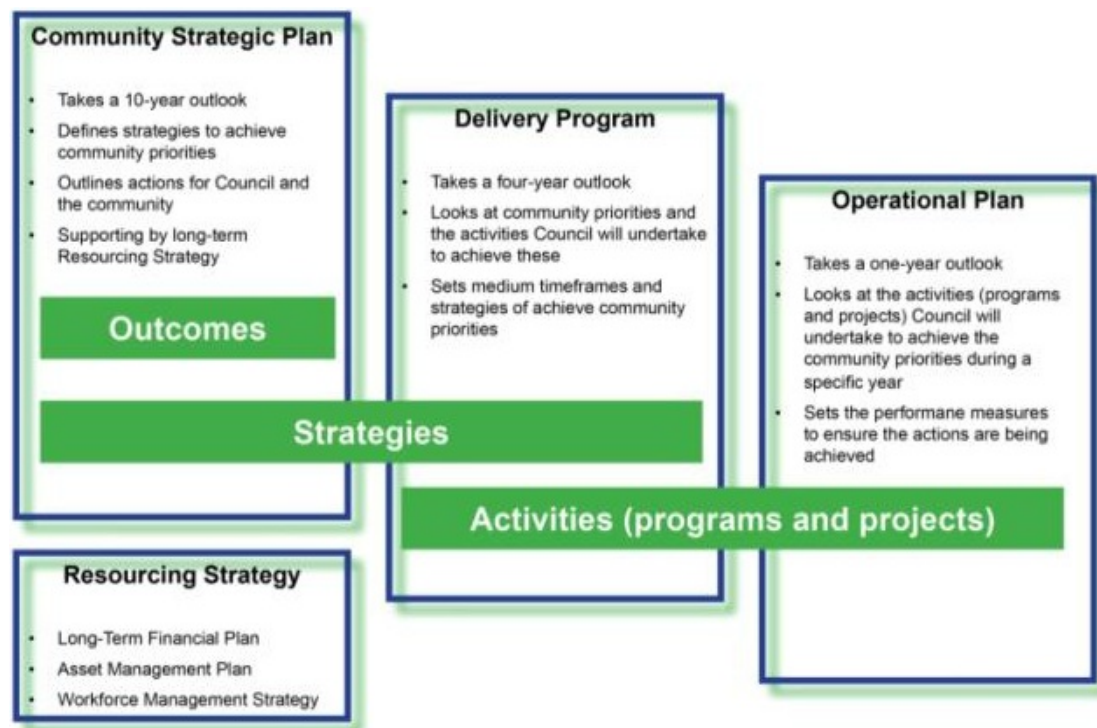 Community Strategic Plan
• Takes a 10-year outlook
• Defines strategies to achieve
community priorities
• Outlines actions for Council and
the community
• Supporting by long-term
Resourcing Strategy
Outcomes
Delivery Program
• Takes a four-year outlook
• Looks at community priorities and
the activities Council will undertake
to achieve these
• Sets medium timeframes and
strategies of achieve community
priorities
Operational Plan
• Takes a one-year outlook
• Looks at the activities (programs
and projects) Council will
undertake to achieve the
community priorities during a
specific year
• Sets the performane measures
to ensure the actions are being
achieved
Strategies
Activities (programs and projects)
Resourcing Strategy
• Long-Term Financial Plan
• Asset Management Plan
• Workforce Management Strategy